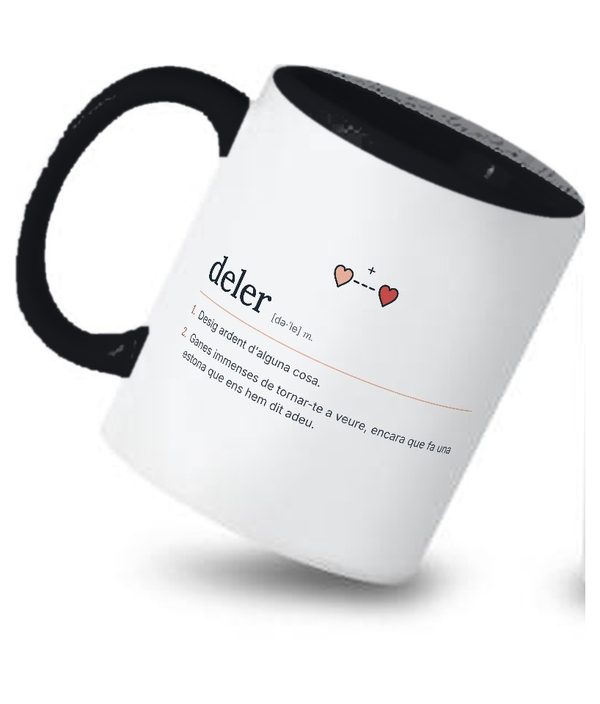 +
deler [də·'le] m.
1. Desig ardent d'alguna cosa.
2. Ganes immenses de tornar-te a veure, encara que fa una
estona que ens hem dit adeu.